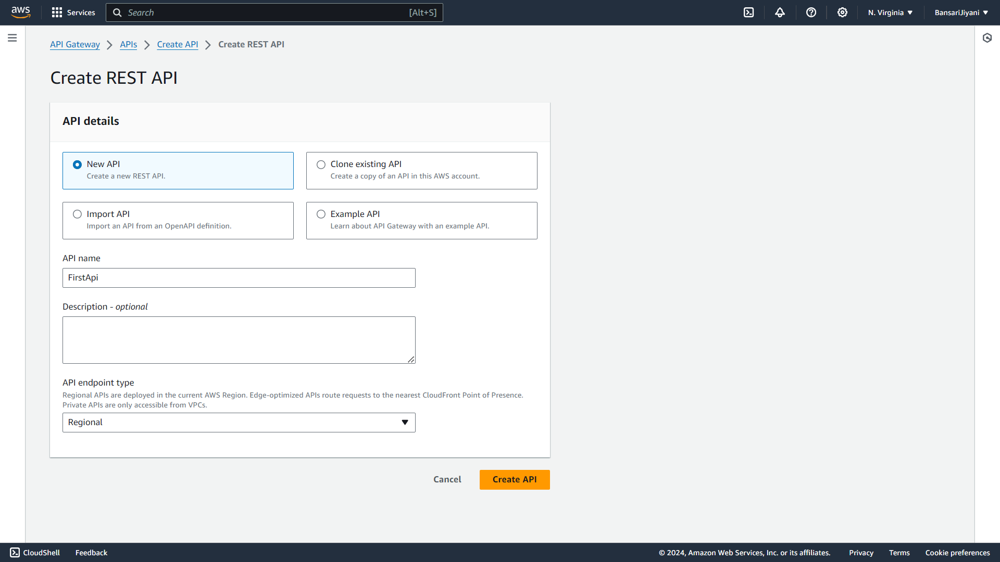 aws
Services
Search [Alt+S]
N. Virginia
BansariJiyani
API Gateway > APIs > Create API > Create REST API
Create REST API
API details
New API
Create a new REST API.
Clone existing API
Create a copy of an API in this AWS account.
Import API
Import an API from an OpenAPI definition.
Example API
Learn about API Gateway with an example API.
API name
FirstApi
Description - optional
API endpoint type
Regional APIs are deployed in the current AWS Region. Edge-optimized APIs route requests to the nearest CloudFront Point of Presence.
Private APIs are only accessible from VPCs.
Regional
Cancel
Create API
CloudShell
Feedback
© 2024, Amazon Web Services, Inc. or its affiliates.
Privacy
Terms
Cookie preferences